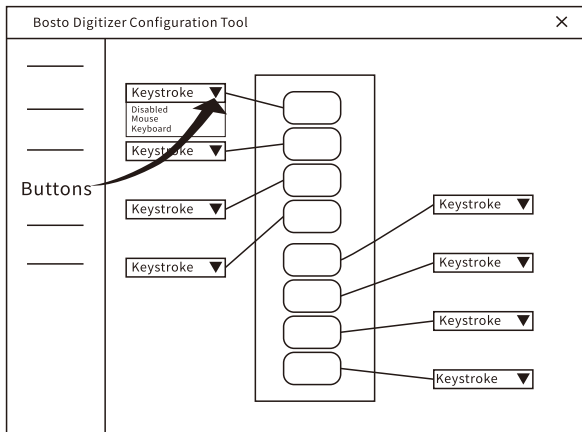 Bosto Digitizer Configuration Tool
Keystroke
Disabled
Mouse
Keyboard
Keystroke
Buttons
Keystroke
Keystroke
Keystroke
Keystroke
Keystroke
Keystroke